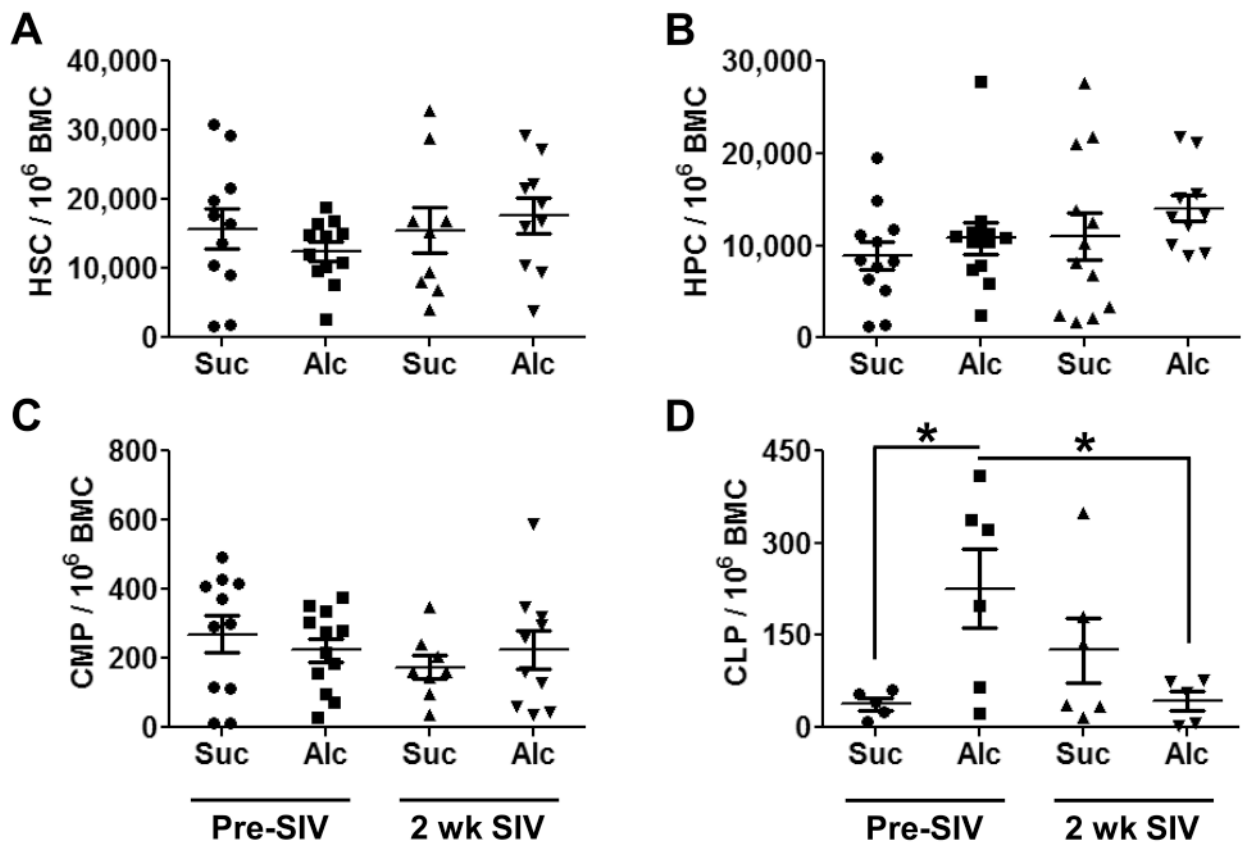 A
HSC / 10⁶ BMC
40,000
30,000
20,000
10,000
0
Suc Alc Suc Alc
B
HPC / 10⁶ BMC
30,000
20,000
10,000
0
Suc Alc Suc Alc
C
CMP / 10⁶ BMC
800
600
400
200
0
Suc Alc Suc Alc
Pre-SIV 2 wk SIV
D
CLP / 10⁶ BMC
450
300
150
0
* *
Suc Alc Suc Alc
Pre-SIV 2 wk SIV